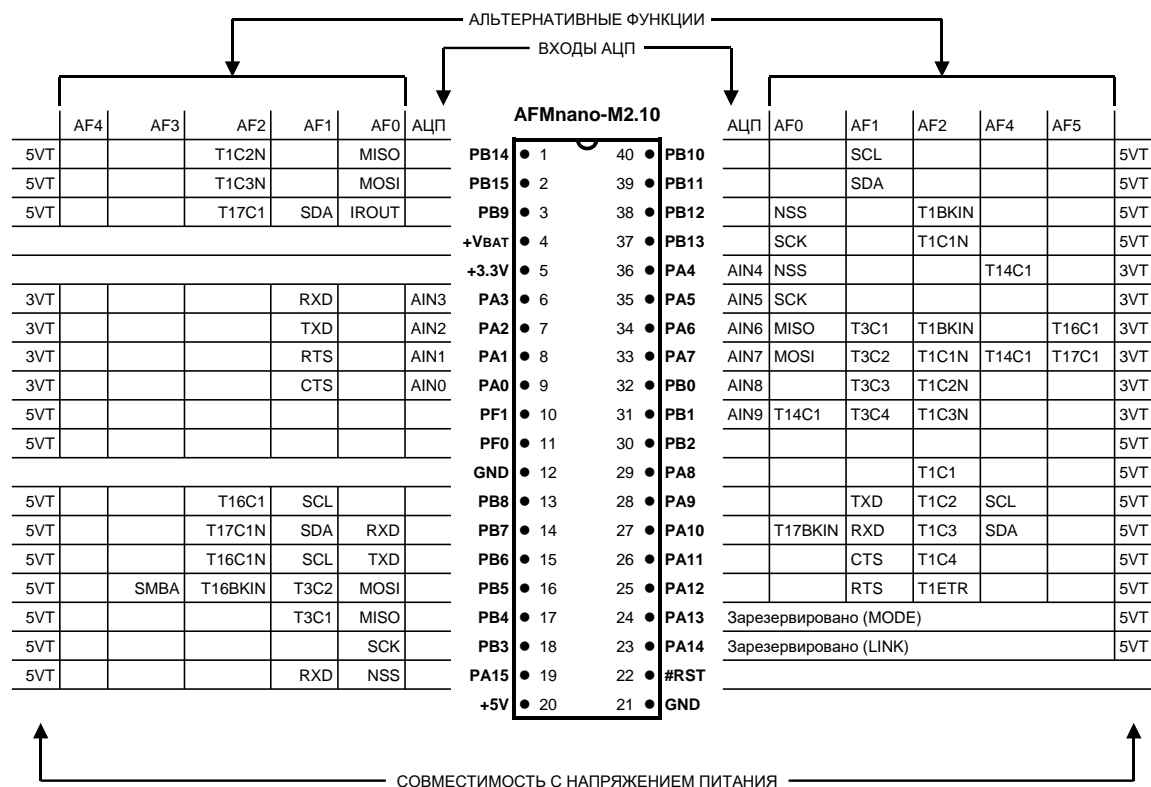 АЛЬТЕРНАТИВНЫЕ ФУНКЦИИ
ВХОДЫ АЦП
AFMnano-M2.10
AF4 AF3 AF2 AF1 AF0 АЦП АЦП AF0 AF1 AF2 AF4 AF5
5VT T1C2N MISO PB14 1 40 PB10 SCL 5VT
5VT T1C3N MOSI PB15 2 39 PB11 SDA 5VT
5VT T17C1 SDA IROUT PB9 3 38 PB12 NSS T1BKIN 5VT
+VBAT 4 37 PB13 SCK T1C1N 5VT
+3.3V 5 36 PA4 AIN4 NSS T14C1 3VT
3VT RXD AIN3 PA3 6 35 PA5 AIN5 SCK 3VT
3VT TXD AIN2 PA2 7 34 PA6 AIN6 MISO T3C1 T1BKIN T16C1 3VT
3VT RTS AIN1 PA1 8 33 PA7 AIN7 MOSI T3C2 T1C1N T14C1 T17C1 3VT
3VT CTS AIN0 PA0 9 32 PB0 AIN8 T3C3 T1C2N 3VT
5VT PF1 10 31 PB1 AIN9 T14C1 T3C4 T1C3N 3VT
5VT PF0 11 30 PB2 5VT
GND 12 29 PA8 T1C1 5VT
5VT T16C1 SCL PB8 13 28 PA9 TXD T1C2 SCL 5VT
5VT T17C1N SDA RXD PB7 14 27 PA10 T17BKIN RXD T1C3 SDA 5VT
5VT T16C1N SCL TXD PB6 15 26 PA11 CTS T1C4 5VT
5VT SMBA T16BKIN T3C2 MOSI PB5 16 25 PA12 RTS T1ETR 5VT
5VT T3C1 MISO PB4 17 24 PA13 Зарезервировано (MODE) 5VT
5VT SCK PB3 18 23 PA14 Зарезервировано (LINK) 5VT
5VT RXD NSS PA15 19 22 #RST
+5V 20 21 GND
СОВМЕСТИМОСТЬ С НАПРЯЖЕНИЕМ ПИТАНИЯ